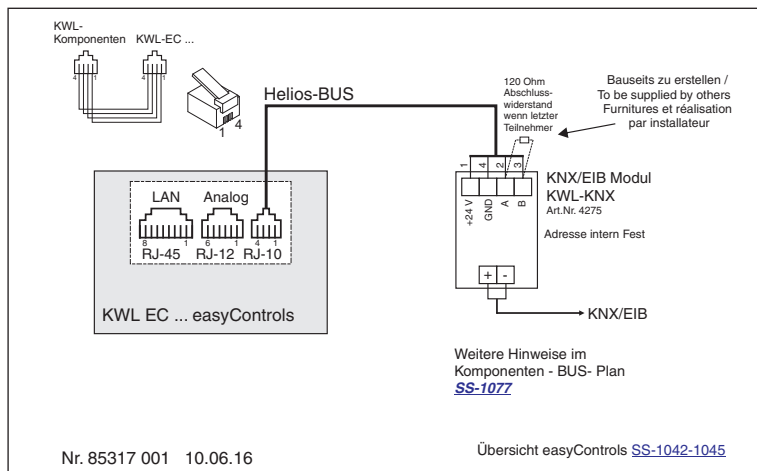 KWL-
Komponenten KWL-EC ...
4 1 4 1
1 4
Helios-BUS
120 Ohm
Abschluss-
widerstand
wenn letzter
Teilnehmer
Bauseits zu erstellen /
To be supplied by others
Furnitures et réalisation
par installateur
1 4 2 3
+24 V GND A B
KNX/EIB Modul
KWL-KNX
Art.Nr. 4275
Adresse intern Fest
+ -
KNX/EIB
LAN Analog
8 1 6 1 4 1
RJ-45 RJ-12 RJ-10
KWL EC ... easyControls
Weitere Hinweise im
Komponenten - BUS- Plan
SS-1077
Nr. 85317 001 10.06.16
Übersicht easyControls SS-1042-1045